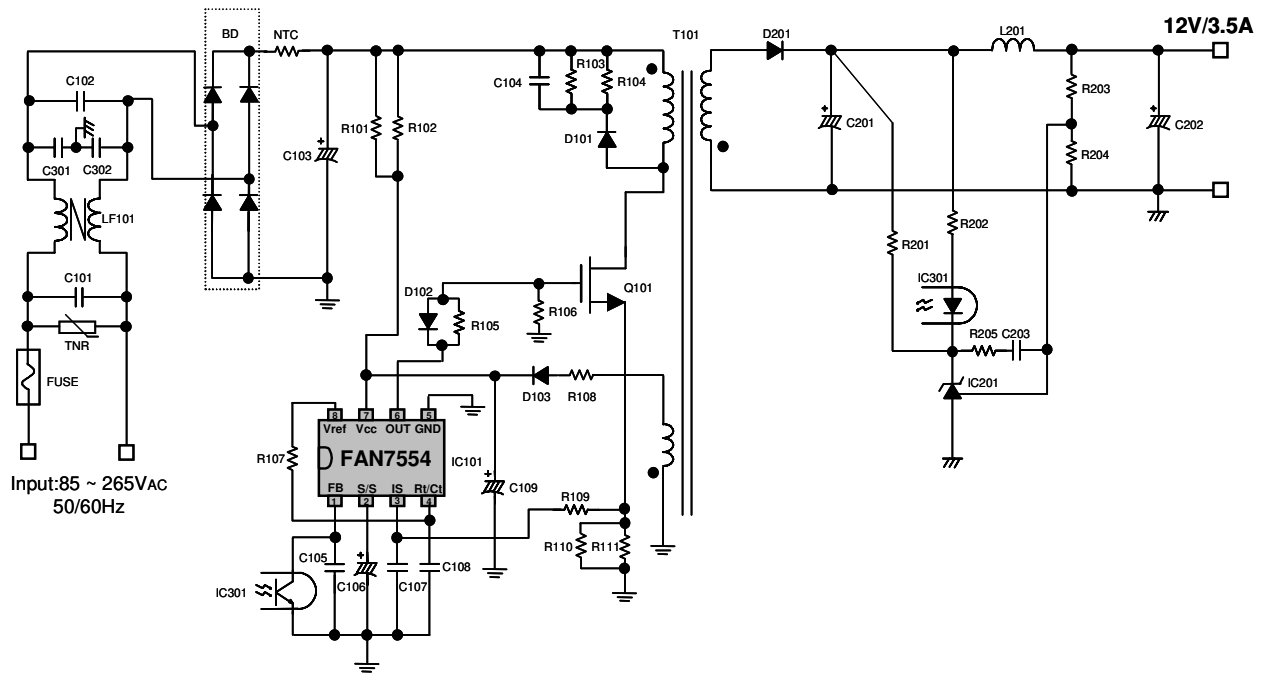 12V/3.5A
BD
NTC
T101
D201
L201
C102
C104
R103
R104
R203
R101
R102
D101
C201
C202
C103
R204
C301
C302
LF101
R202
R201
C101
D102
Q101
IC301
R106
R105
TNR
R205
C203
FUSE
D103
R108
IC201
8
7
6
5
Vref
Vcc
OUT
GND
R107
FAN7554
IC101
Input:85 ~ 265VAC
50/60Hz
FB
S/S
IS
Rt/Ct
C109
1
2
3
4
R109
R110
R111
C105
C106
C107
C108
IC301